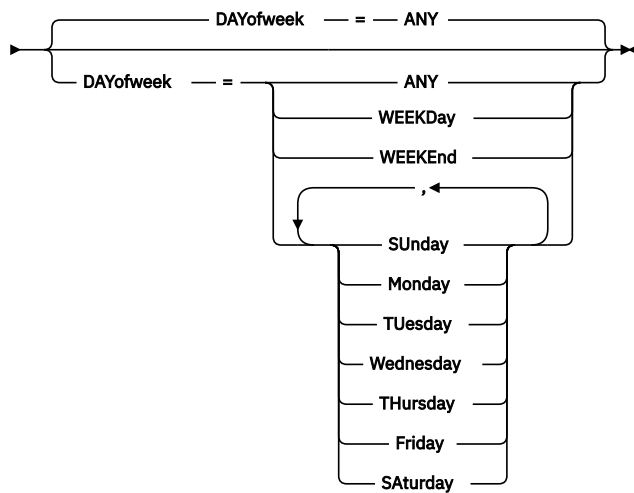 DAYofweek = ANY
DAYofweek = ANY
WEEKDay
WEEKEnd
,
SUnday
Monday
TUesday
Wednesday
THursday
Friday
SAturday